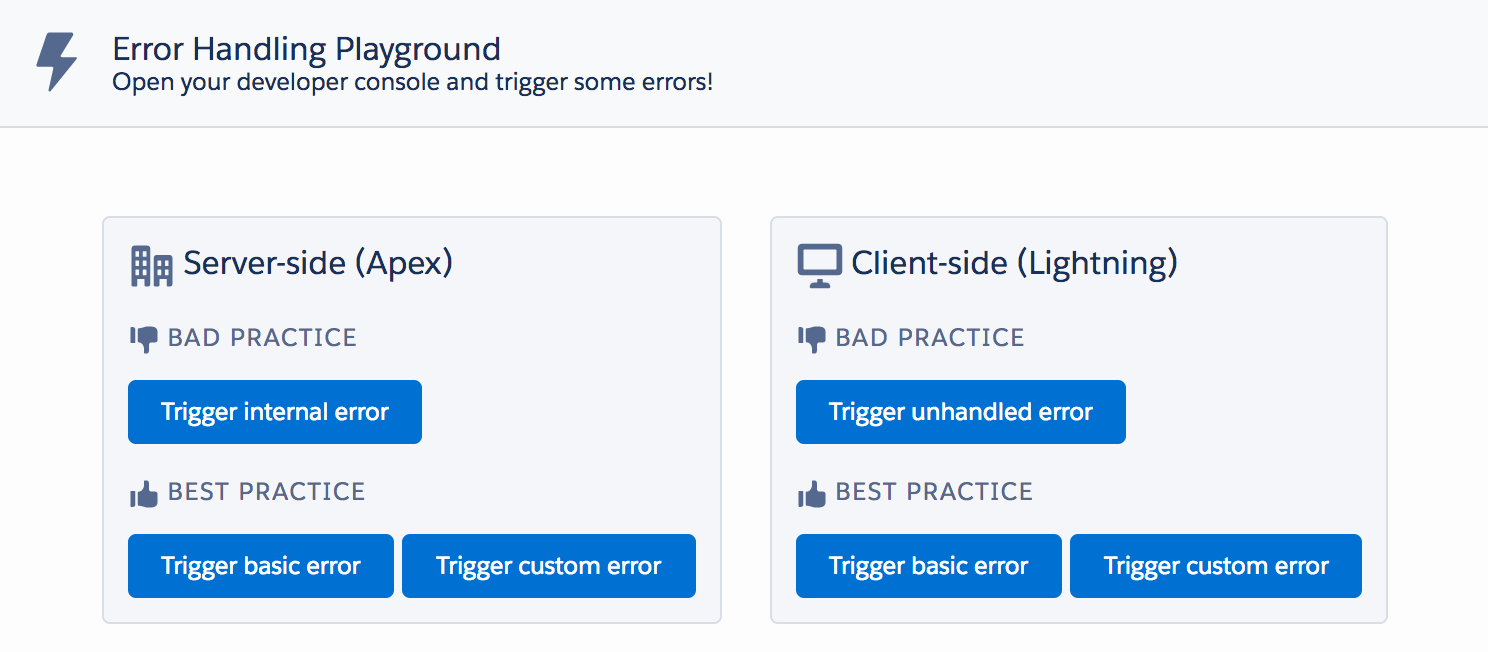 Error Handling Playground
Open your developer console and trigger some errors!
Server-side (Apex)
BAD PRACTICE
Trigger internal error
BEST PRACTICE
Trigger basic error
Trigger custom error
Client-side (Lightning)
BAD PRACTICE
Trigger unhandled error
BEST PRACTICE
Trigger basic error
Trigger custom error